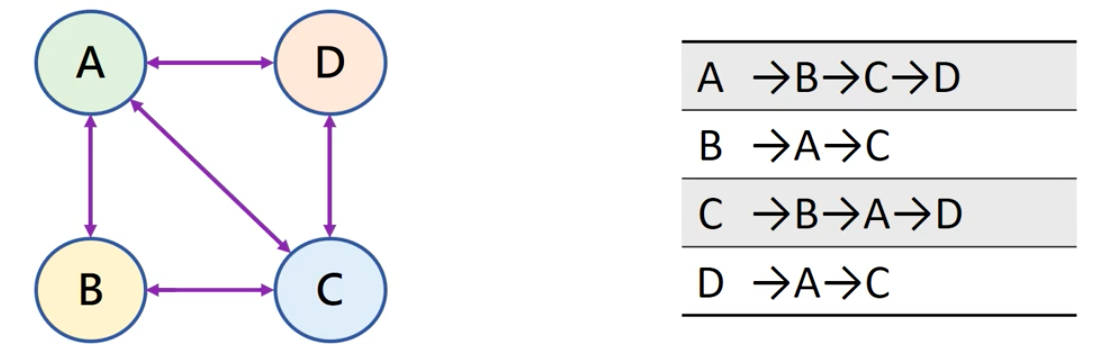 A D
B C
A →B→C→D
B →A→C
C →B→A→D
D →A→C